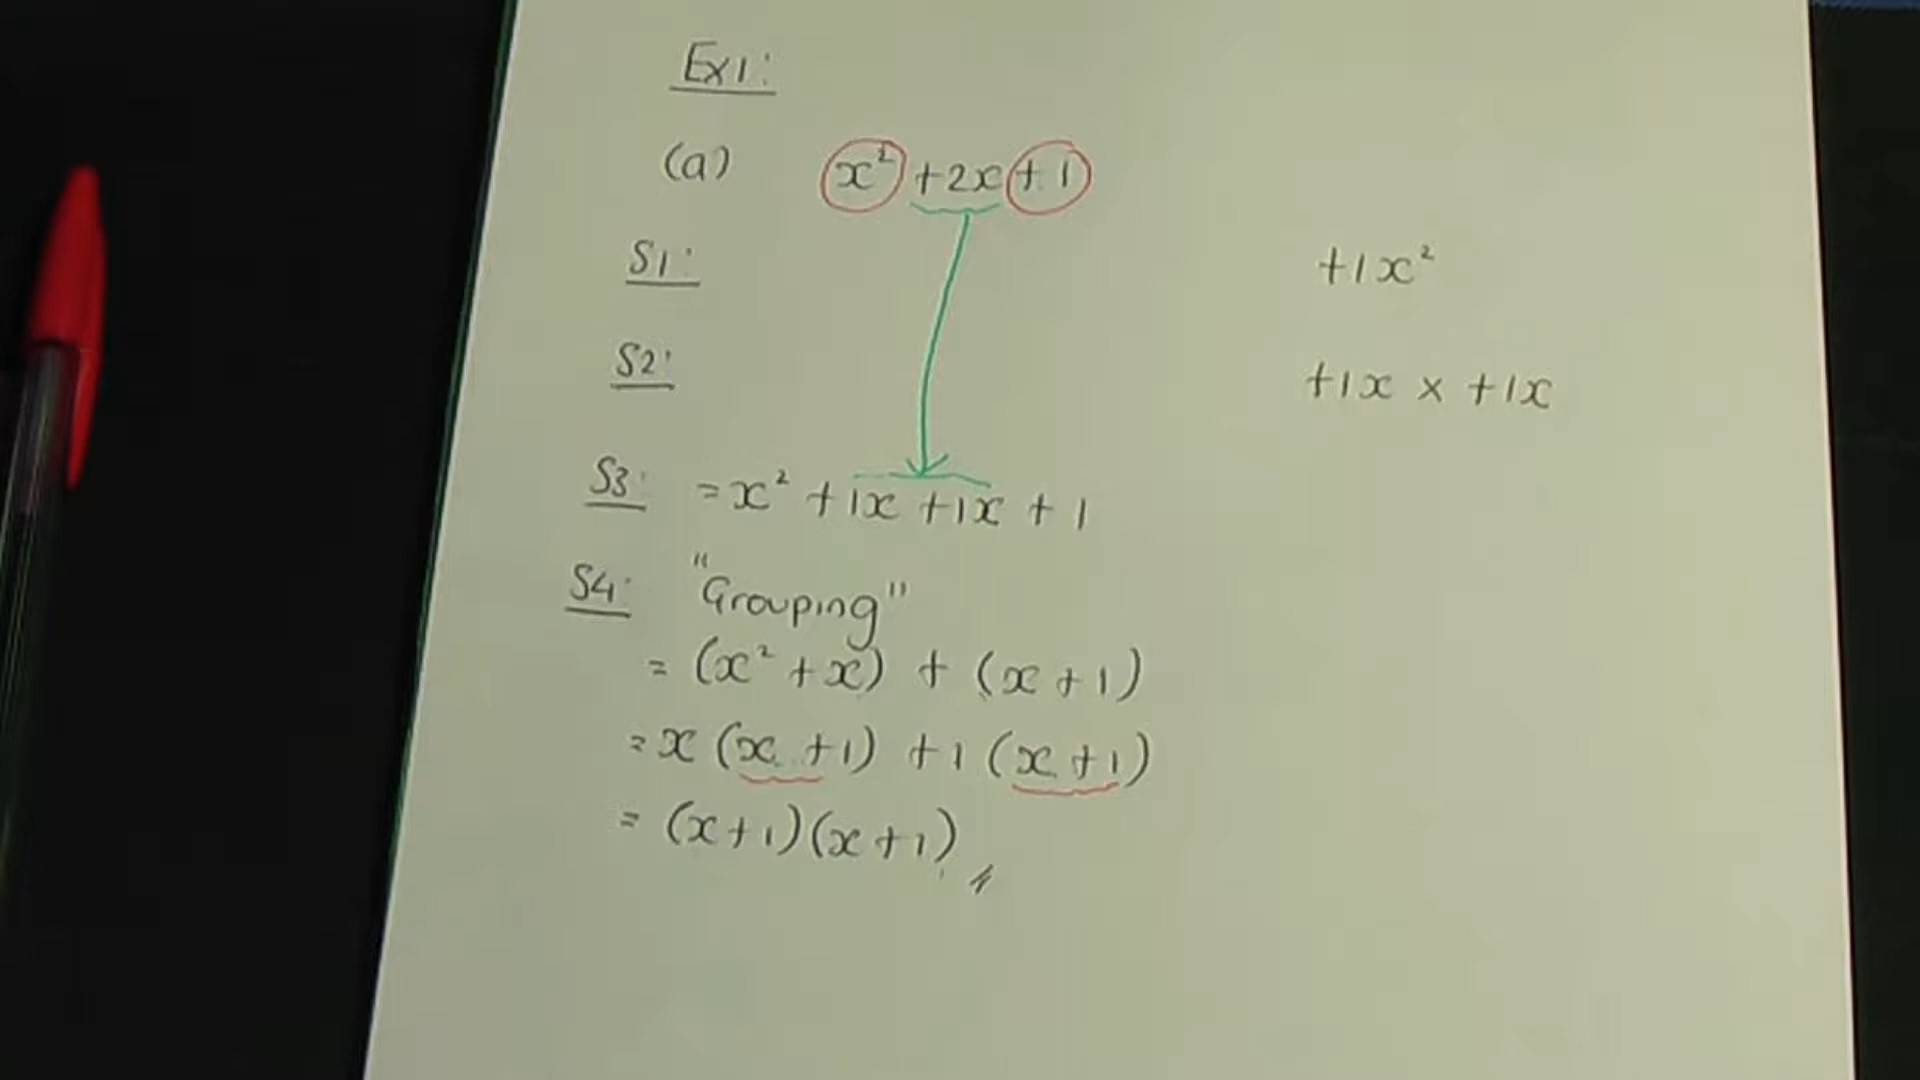 Ex1:
(a) x² + 2x + 1
S1: +1x²
S2: +1x × +1x
S3: = x² + 1x + 1x + 1
S4: "Grouping"
= (x² + x) + (x + 1)
= x (x + 1) + 1 (x + 1)
= (x + 1)(x + 1)